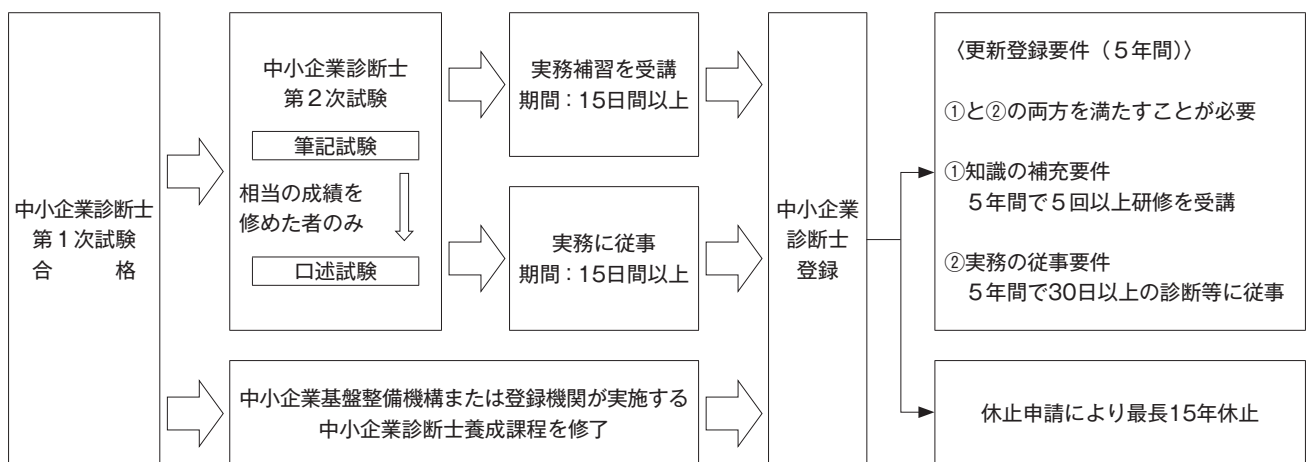 中小企業診断士
第１次試験
合　　格
中小企業診断士
第２次試験
筆記試験
相当の成績を
修めた者のみ
口述試験
実務補習を受講
期間：15日間以上
実務に従事
期間：15日間以上
中小企業基盤整備機構または登録機関が実施する
中小企業診断士養成課程を修了
中小企業
診断士
登録
〈更新登録要件（５年間）〉
①と②の両方を満たすことが必要
①知識の補充要件
５年間で５回以上研修を受講
②実務の従事要件
５年間で30日以上の診断等に従事
休止申請により最長15年休止